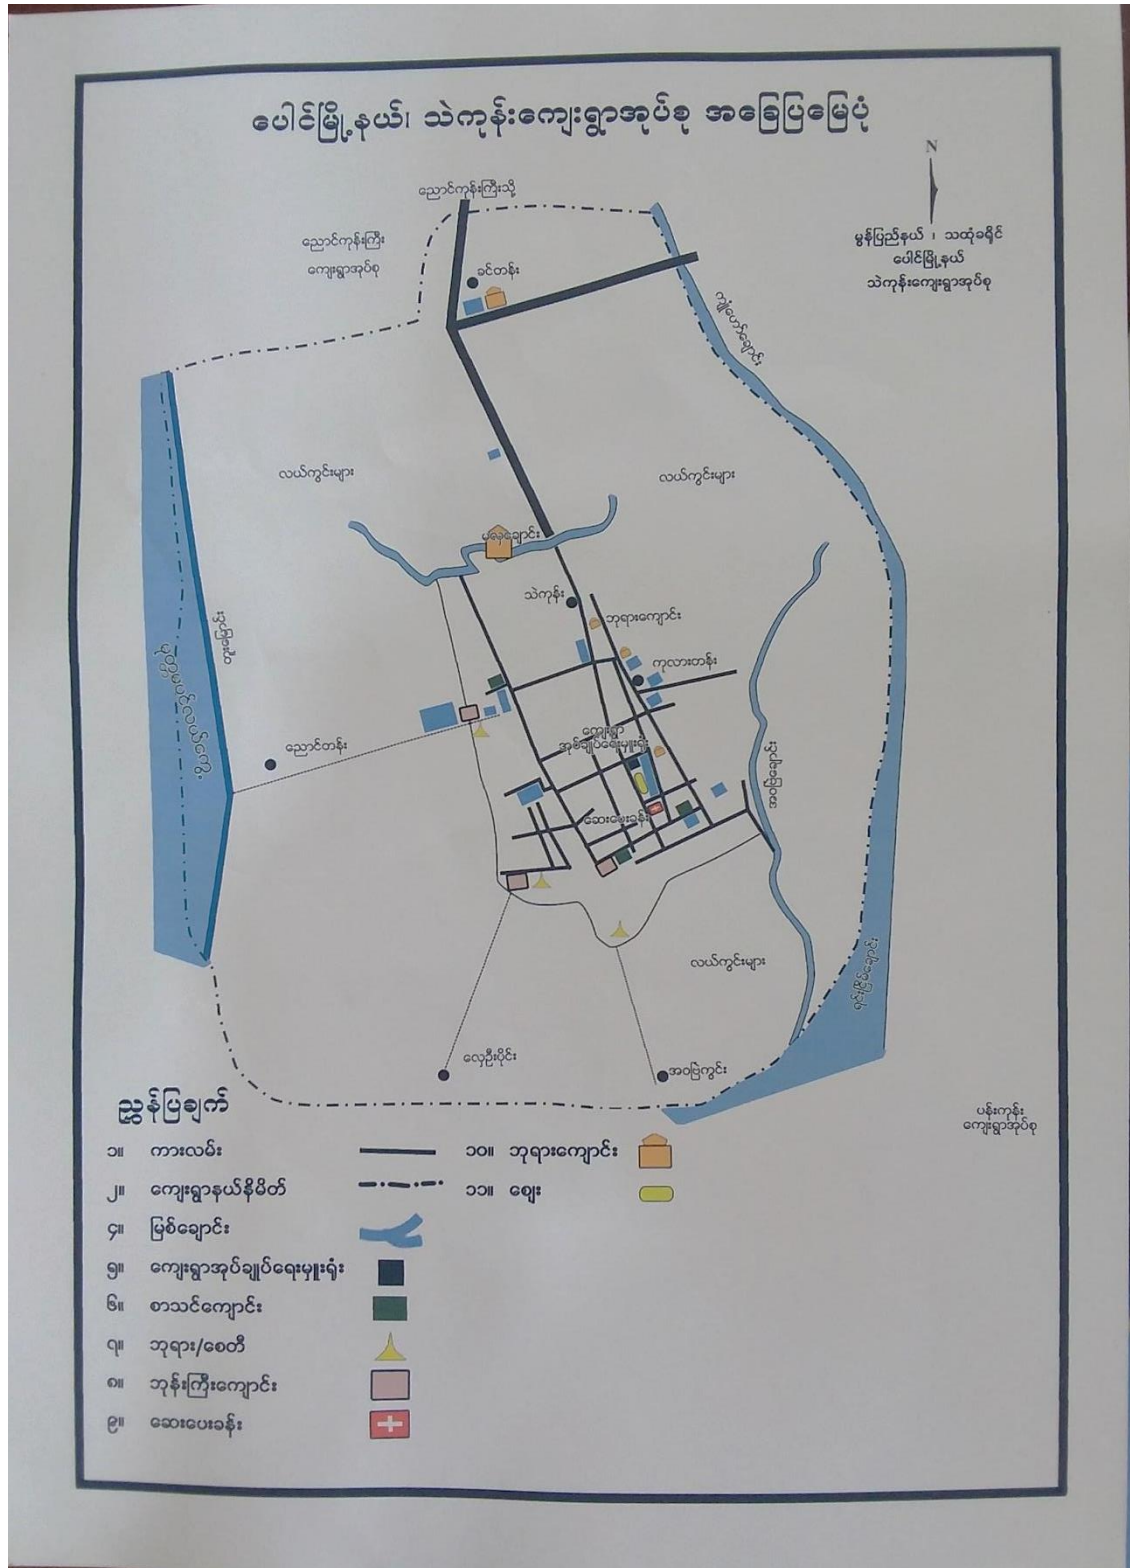 ပေါင်မြို့နယ်၊ သဲကုန်းကျေးရွာအုပ်စု အခြေပြမြေပုံ
N
မွန်ပြည်နယ် ၊ သထုံခရိုင်
ပေါင်မြို့နယ်
သဲကုန်းကျေးရွာအုပ်စု
ညောင်ကုန်းကြီးသို့
ညောင်ကုန်းကြီး
ကျေးရွာအုပ်စု
ခင်တန်း
လယ်ကွင်းများ
လယ်ကွင်းများ
သဲကုန်း
ဘုရားကျောင်း
ကုလားတန်း
ညောင်တန်း
ကျေးရွာ
အုပ်ချုပ်ရေးမှူးရုံး
ဆေးပေးခန်း
လယ်ကွင်းများ
လှေဦးပိုင်း
အဝဗြဲကွင်း
ပန်းကုန်း
ကျေးရွာအုပ်စု
ညွှန်ပြချက်
၁။ ကားလမ်း
၂။ ကျေးရွာနယ်နိမိတ်
၄။ မြစ်ချောင်း
၅။ ကျေးရွာအုပ်ချုပ်ရေးမှူးရုံး
၆။ စာသင်ကျောင်း
၇။ ဘုရား/စေတီ
၈။ ဘုန်းကြီးကျောင်း
၉။ ဆေးပေးခန်း
၁၀။ ဘုရားကျောင်း
၁၁။ ဈေး